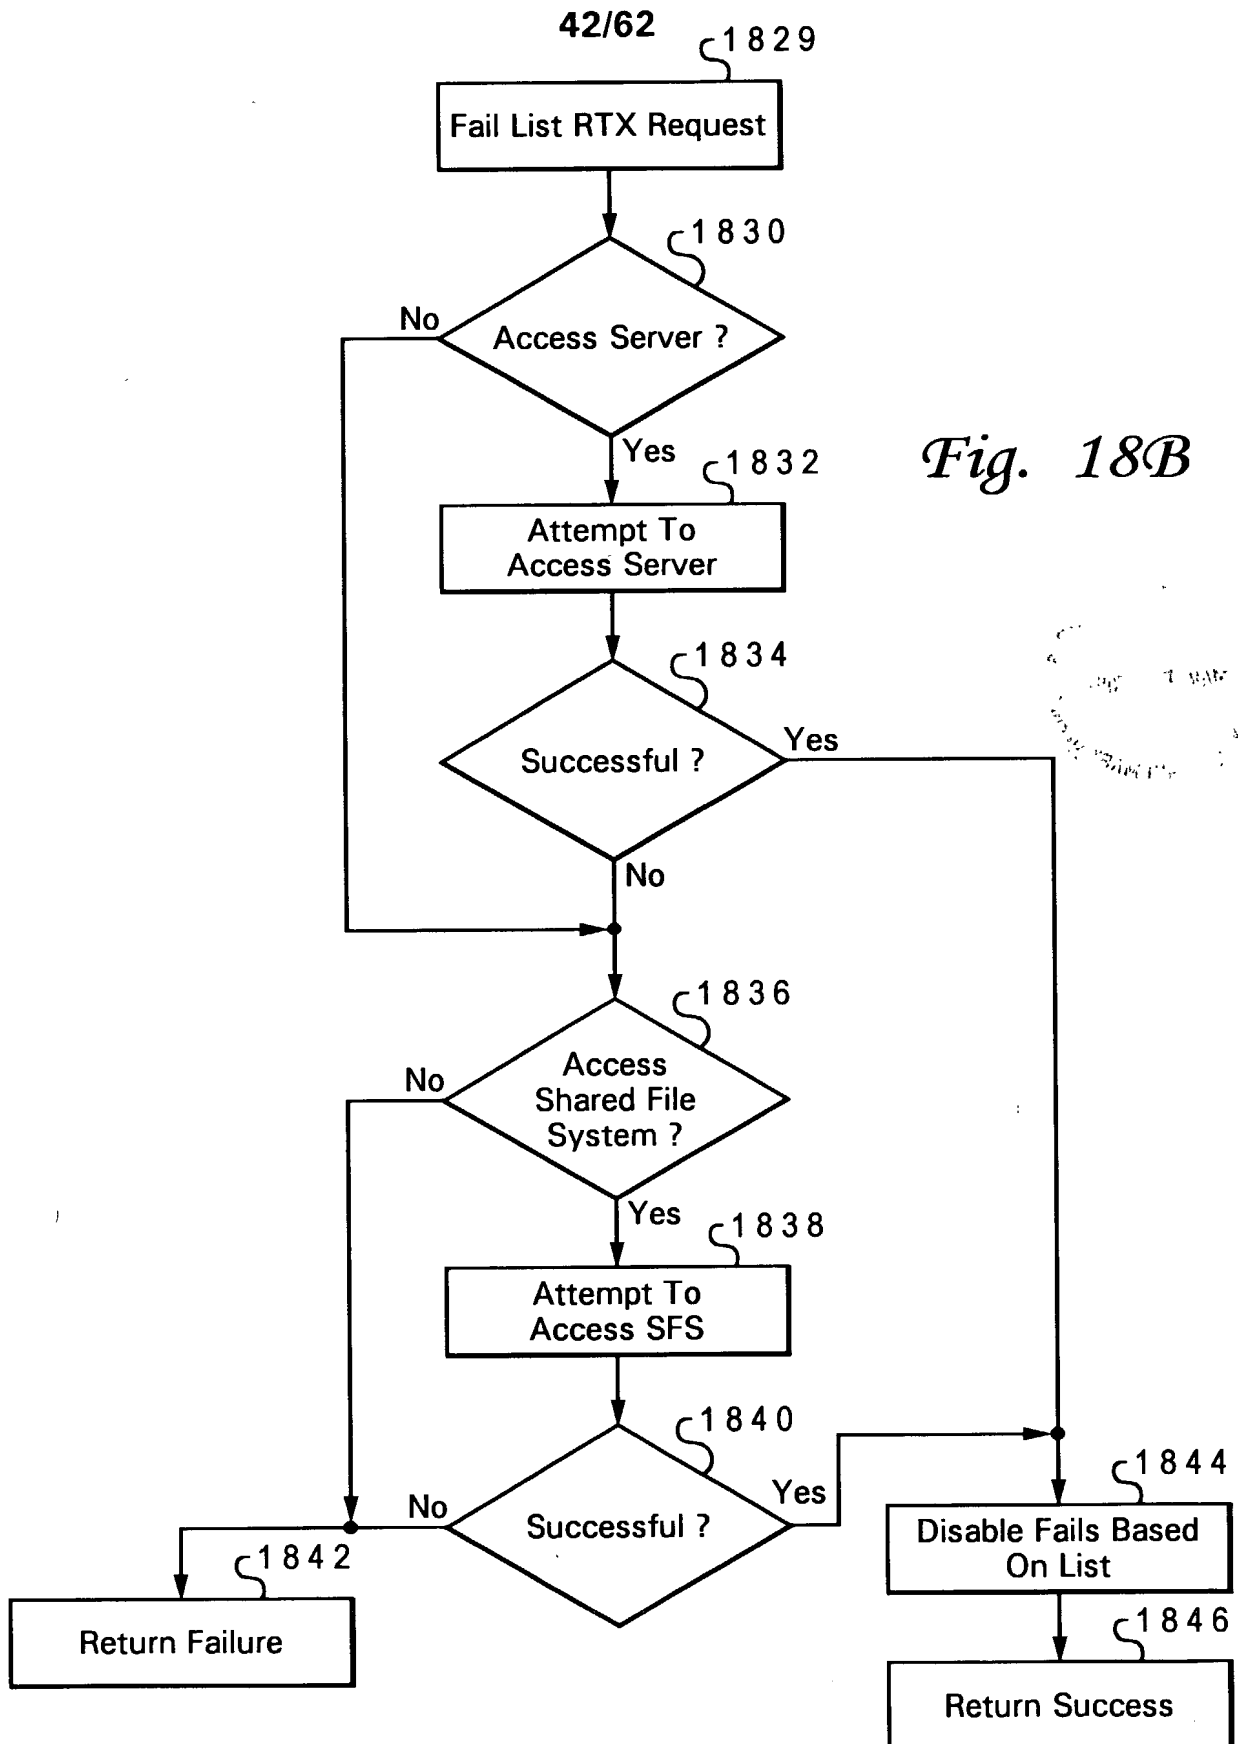 42/62
1829
Fail List RTX Request
1830
No
Access Server ?
Yes
Fig. 18B
1832
Attempt To
Access Server
1834
Successful ?
Yes
No
1836
No
Access
Shared File
System ?
Yes
1838
Attempt To
Access SFS
1840
No
Successful ?
Yes
1844
Disable Fails Based
On List
1842
Return Failure
1846
Return Success